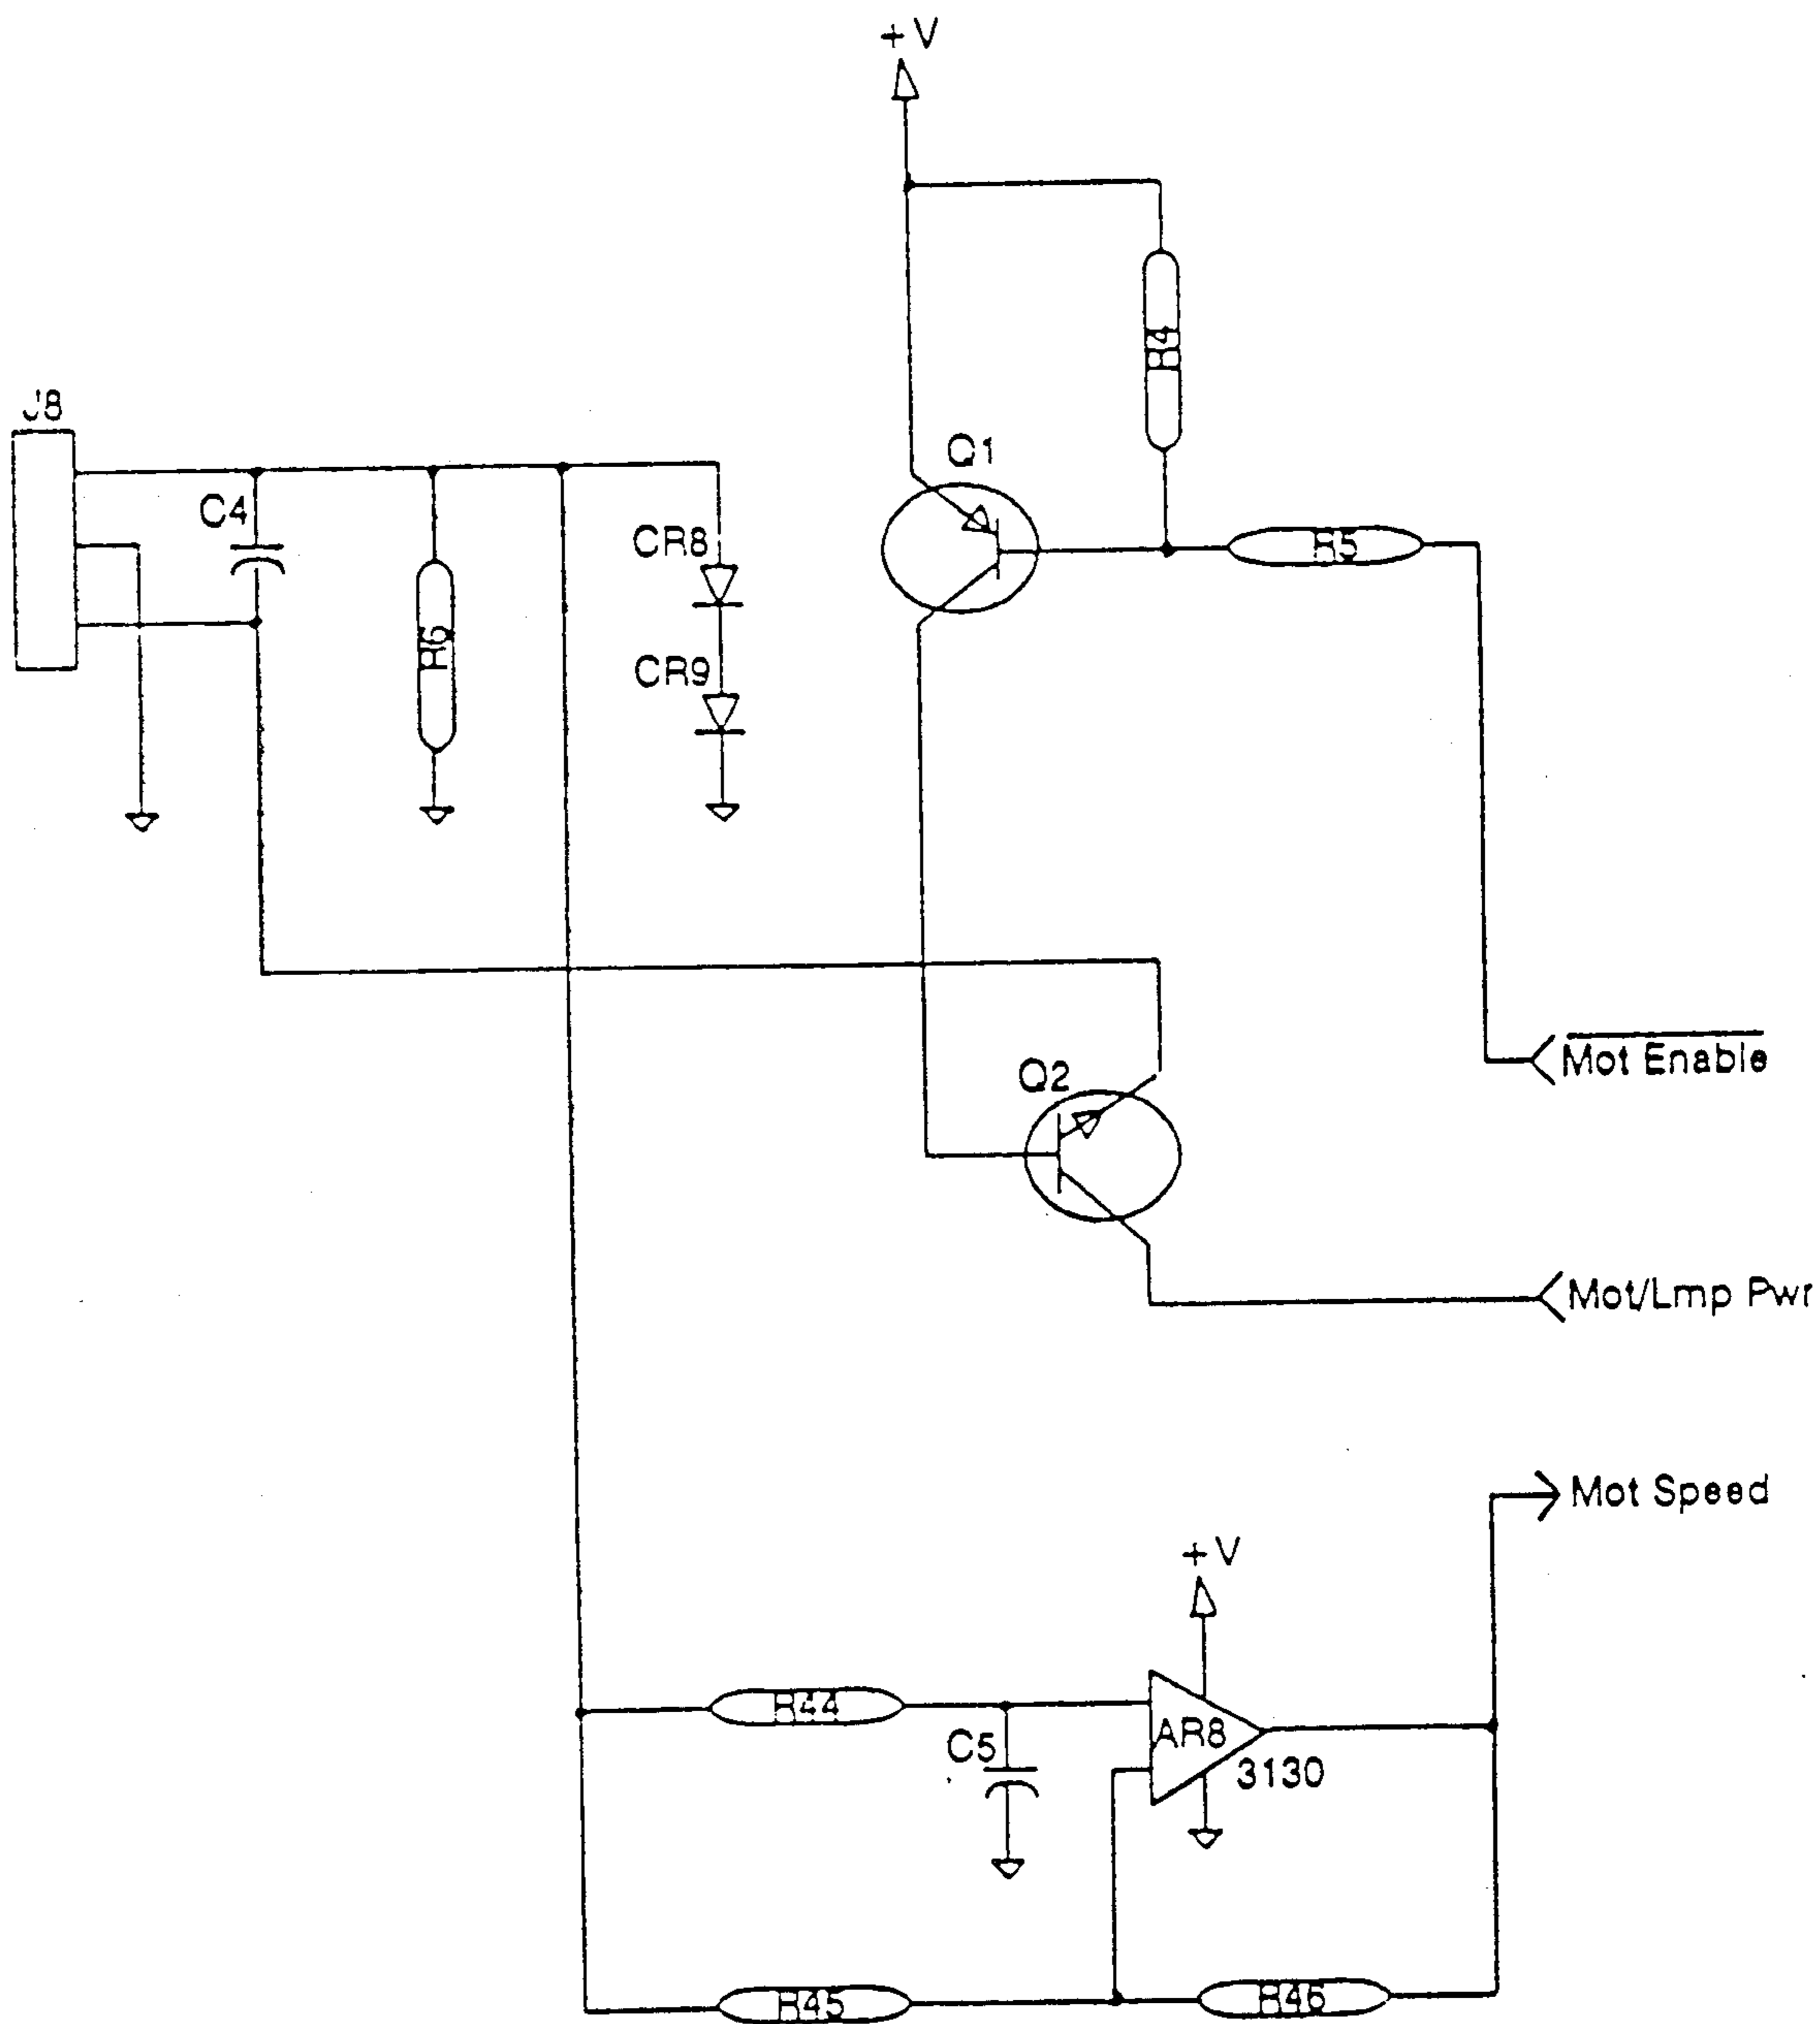 +V
J8
C4
R6
CR8
CR9
Q1
R4
R5
Mot Enable
Q2
Mot/Lmp Pwr
Mot Speed
+V
R44
C5
AR8
3130
R45
R46